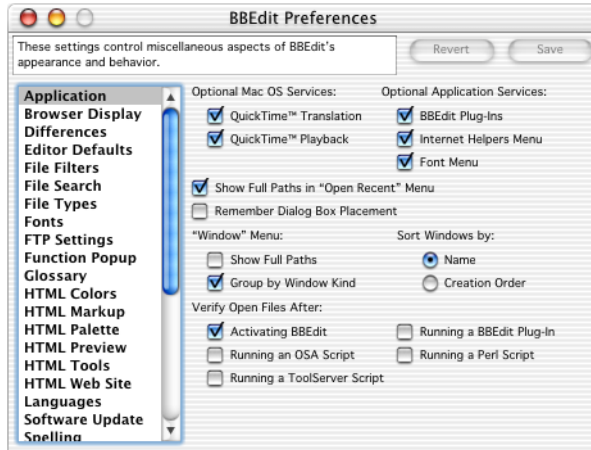 BBEdit Preferences
These settings control miscellaneous aspects of BBEdit's
appearance and behavior.
Revert
Save
Application
Browser Display
Differences
Editor Defaults
File Filters
File Search
File Types
Fonts
FTP Settings
Function Popup
Glossary
HTML Colors
HTML Markup
HTML Palette
HTML Preview
HTML Tools
HTML Web Site
Languages
Software Update
Spelling
Optional Mac OS Services:
QuickTime™ Translation
QuickTime™ Playback
Optional Application Services:
BBEdit Plug-Ins
Internet Helpers Menu
Font Menu
Show Full Paths in “Open Recent” Menu
Remember Dialog Box Placement
“Window” Menu:
Show Full Paths
Group by Window Kind
Sort Windows by:
Name
Creation Order
Verify Open Files After:
Activating BBEdit
Running a BBEdit Plug-In
Running an OSA Script
Running a Perl Script
Running a ToolServer Script